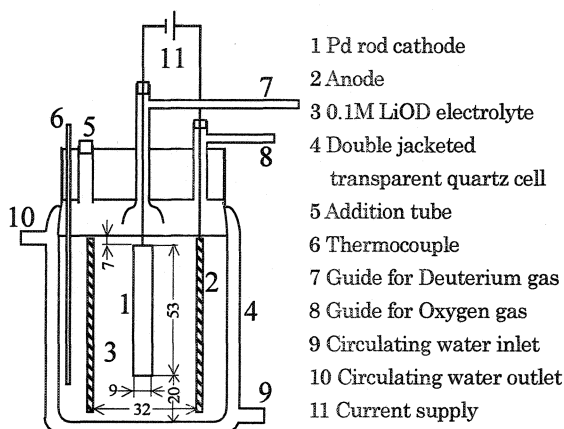 11
7
6
5
8
10
7
2
1
53
4
3
9
20
9
32
1 Pd rod cathode
2 Anode
3 0.1M LiOD electrolyte
4 Double jacketed
transparent quartz cell
5 Addition tube
6 Thermocouple
7 Guide for Deuterium gas
8 Guide for Oxygen gas
9 Circulating water inlet
10 Circulating water outlet
11 Current supply